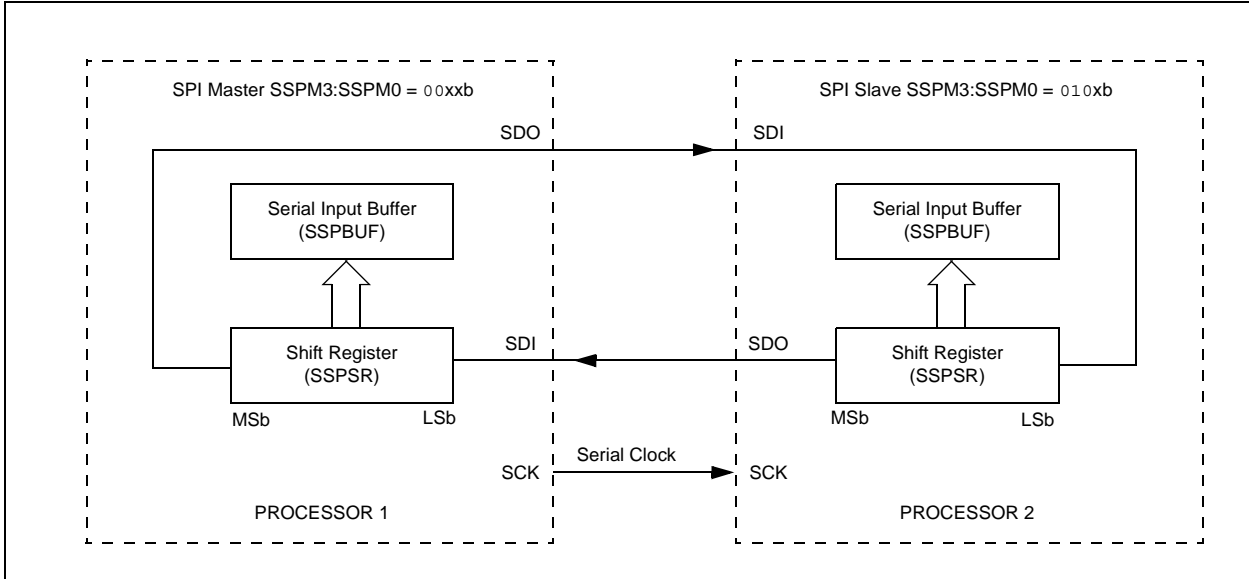 SPI Master SSPM3:SSPM0 = 00xxb
SPI Slave SSPM3:SSPM0 = 010xb
SDO
SDI
Serial Input Buffer
(SSPBUF)
Serial Input Buffer
(SSPBUF)
Shift Register
(SSPSR)
SDI
SDO
Shift Register
(SSPSR)
MSb
LSb
MSb
LSb
Serial Clock
SCK
SCK
PROCESSOR 1
PROCESSOR 2